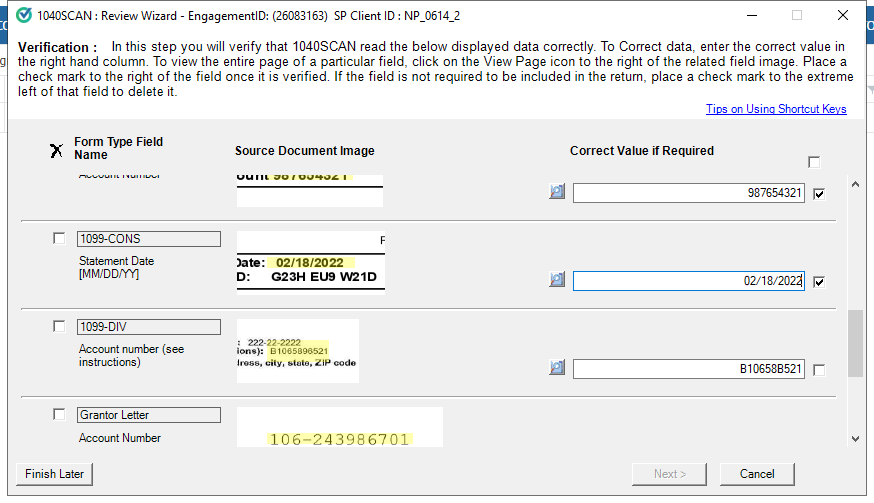 1040SCAN : Review Wizard - EngagementID: (26083163)  SP Client ID : NP_0614_2
Verification :   In this step you will verify that 1040SCAN read the below displayed data correctly. To Correct data, enter the correct value in
the right hand column. To view the entire page of a particular field, click on the View Page icon to the right of the related field image. Place a
check mark to the right of the field once it is verified. If the field is not required to be included in the return, place a check mark to the extreme
left of that field to delete it.
Tips on Using Shortcut Keys
X Form Type Field Name
Source Document Image
Correct Value if Required
Account Number
ount 987654321
987654321
1099-CONS
Statement Date
[MM/DD/YY]
F
Date: 02/18/2022
D: G23H EU9 W21D
02/18/2022
1099-DIV
Account number (see
instructions)
: 222-22-2222
ions): B1065896521
dress, city, state, ZIP code
B10658B521
Grantor Letter
Account Number
106-243986701
Finish Later
Next >
Cancel